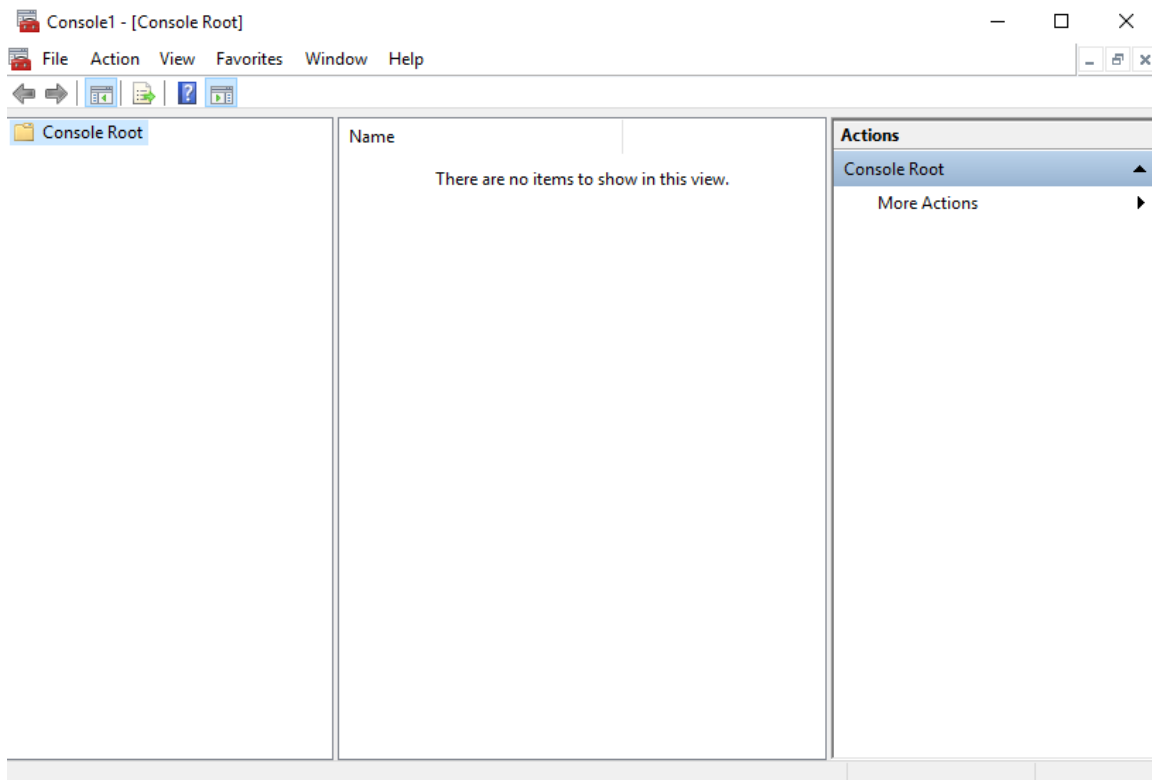 Console1 - [Console Root]
File Action View Favorites Window Help
Console Root
Name
There are no items to show in this view.
Actions
Console Root
More Actions